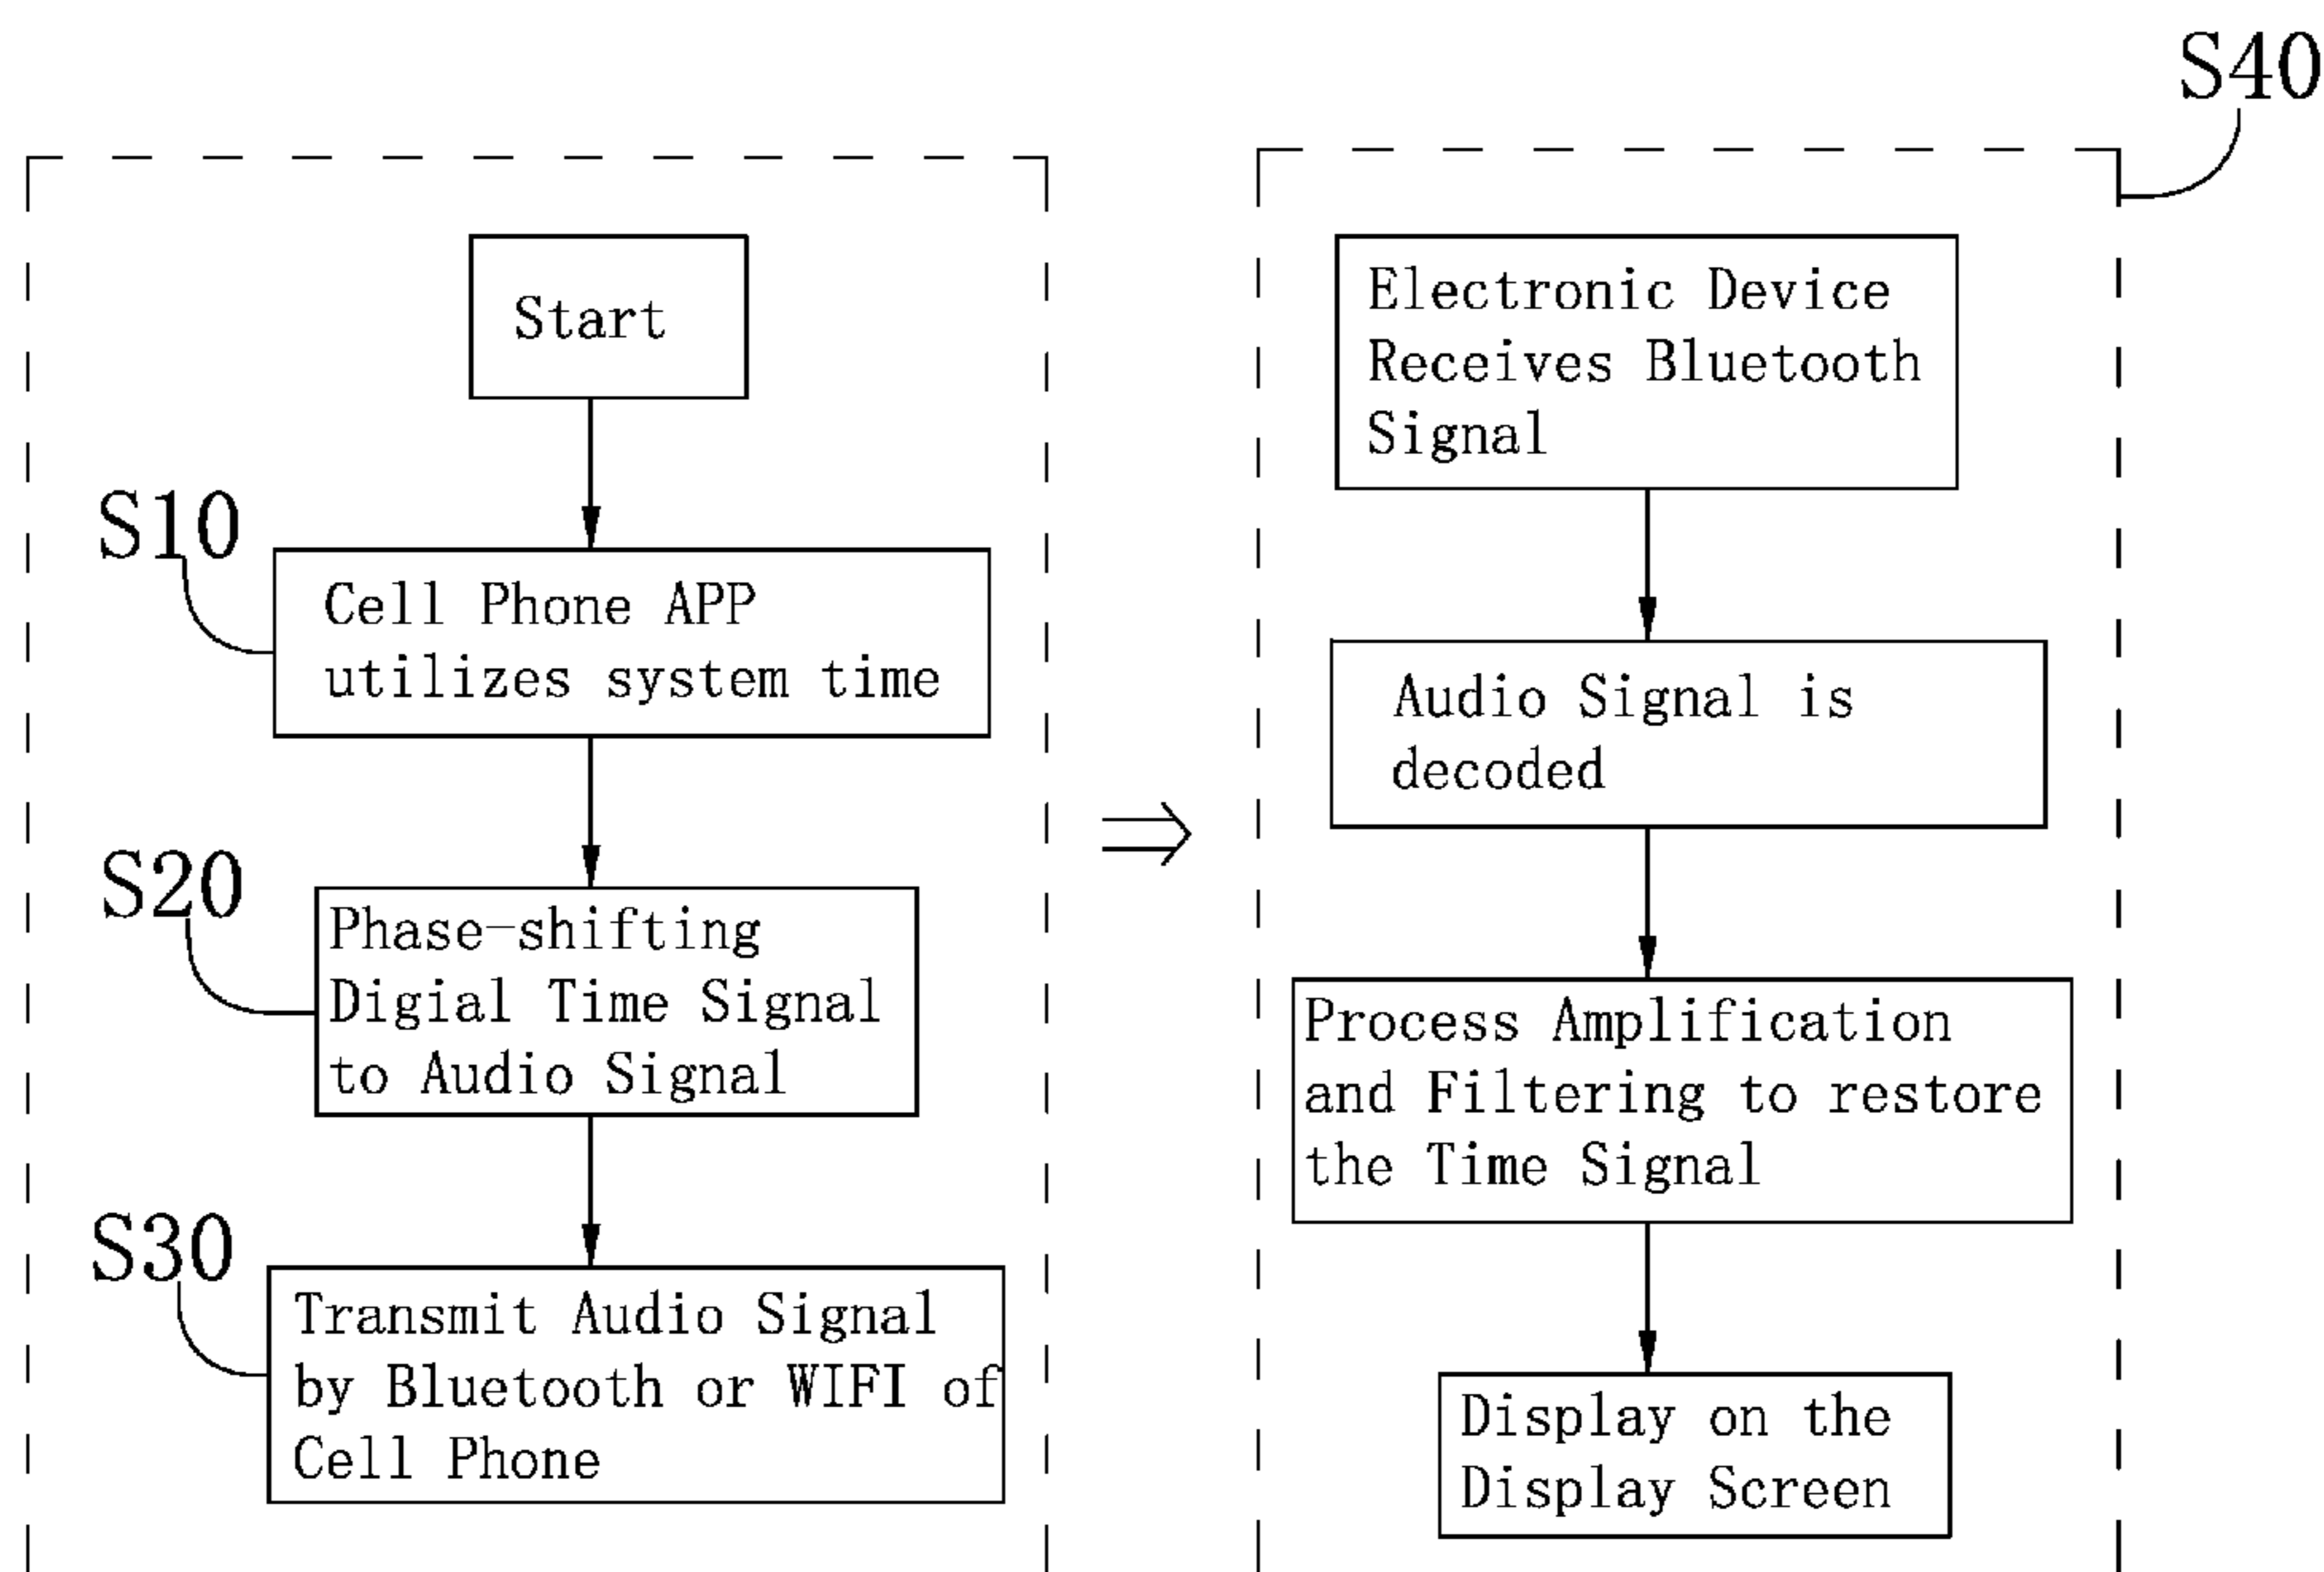 Start
S10
Cell Phone APP
utilizes system time
S20
Phase-shifting
Digial Time Signal
to Audio Signal
S30
Transmit Audio Signal
by Bluetooth or WIFI of
Cell Phone
S40
Electronic Device
Receives Bluetooth
Signal
Audio Signal is
decoded
Process Amplification
and Filtering to restore
the Time Signal
Display on the
Display Screen